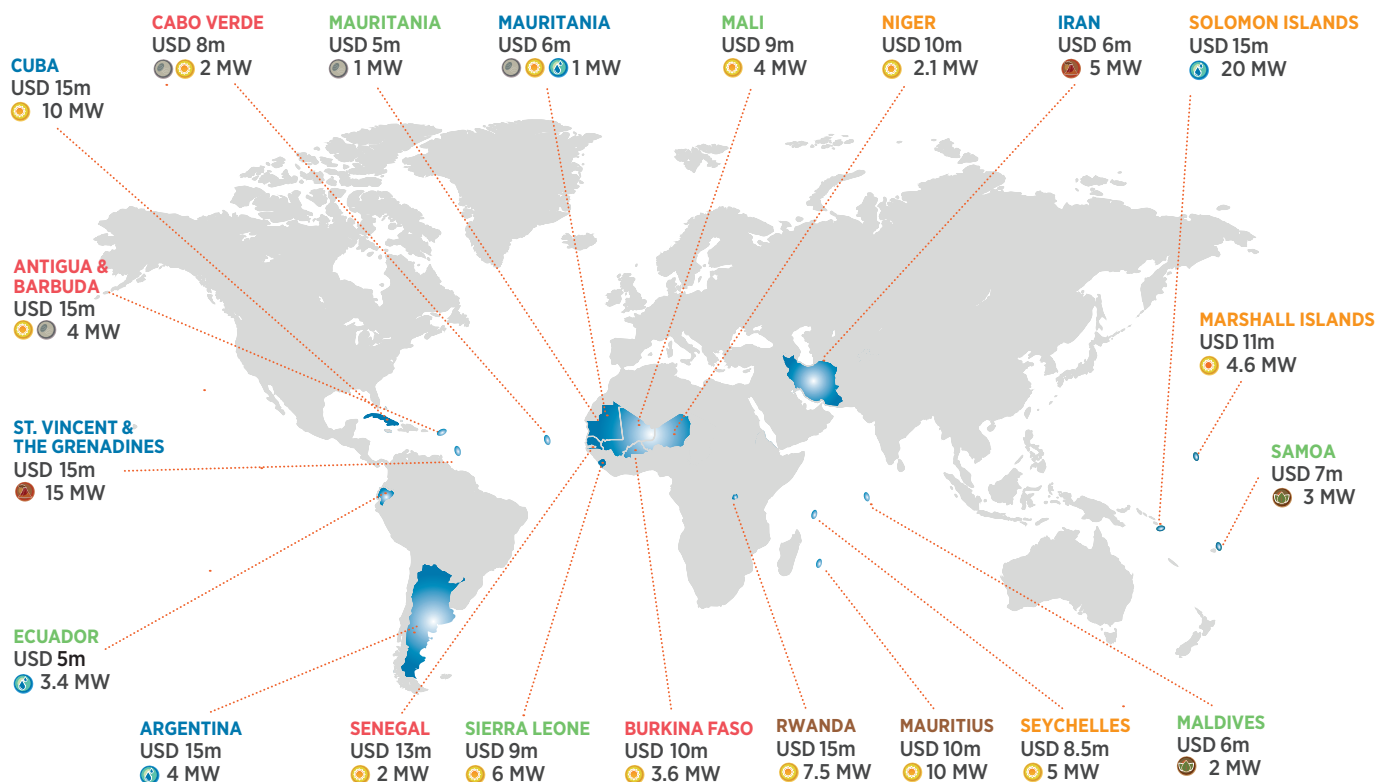 CABO VERDE
USD 8m
2 MW
MAURITANIA
USD 5m
1 MW
MAURITANIA
USD 6m
1 MW
MALI
USD 9m
4 MW
NIGER
USD 10m
2.1 MW
IRAN
USD 6m
5 MW
SOLOMON ISLANDS
USD 15m
20 MW
CUBA
USD 15m
10 MW
ANTIGUA &
BARBUDA
USD 15m
4 MW
MARSHALL ISLANDS
USD 11m
4.6 MW
ST. VINCENT &
THE GRENADINES
USD 15m
15 MW
SAMOA
USD 7m
3 MW
ECUADOR
USD 5m
3.4 MW
ARGENTINA
USD 15m
4 MW
SENEGAL
USD 13m
2 MW
SIERRA LEONE
USD 9m
6 MW
BURKINA FASO
USD 10m
3.6 MW
RWANDA
USD 15m
7.5 MW
MAURITIUS
USD 10m
10 MW
SEYCHELLES
USD 8.5m
5 MW
MALDIVES
USD 6m
2 MW